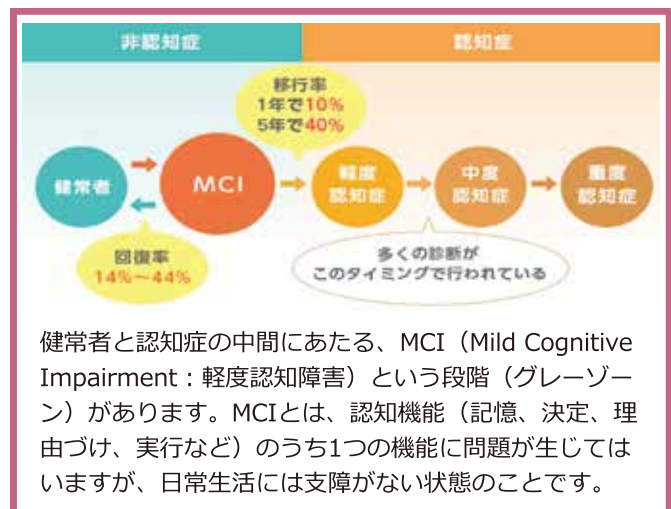 非認知症
認知症
移行率
1年で10%
5年で40%
健常者
MCI
軽度
認知症
中度
認知症
重度
認知症
回復率
14%〜44%
多くの診断が
このタイミングで行われている
健常者と認知症の中間にあたる、MCI（Mild Cognitive
Impairment：軽度認知障害）という段階（グレーゾー
ン）があります。MCIとは、認知機能（記憶、決定、理
由づけ、実行など）のうち1つの機能に問題が生じては
いますが、日常生活には支障がない状態のことです。